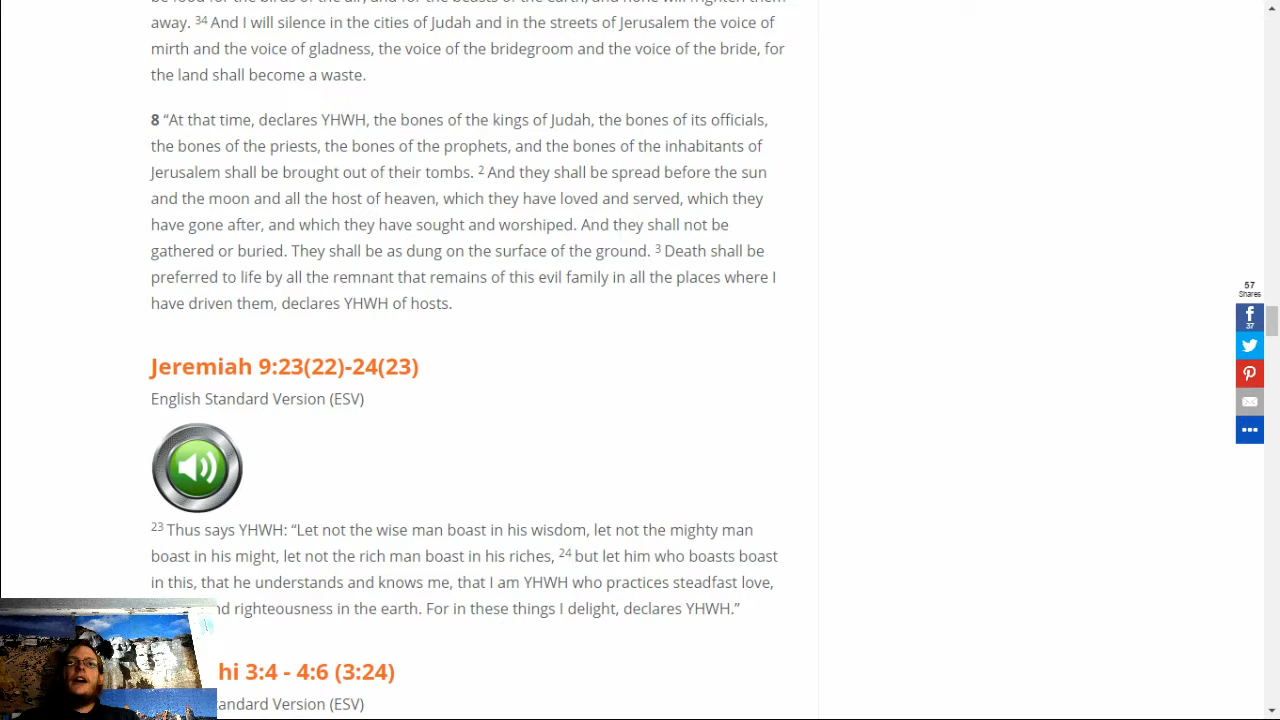 away. 34 And I will silence in the cities of Judah and in the streets of Jerusalem the voice of
mirth and the voice of gladness, the voice of the bridegroom and the voice of the bride, for
the land shall become a waste.
8 “At that time, declares YHWH, the bones of the kings of Judah, the bones of its officials,
the bones of the priests, the bones of the prophets, and the bones of the inhabitants of
Jerusalem shall be brought out of their tombs. 2 And they shall be spread before the sun
and the moon and all the host of heaven, which they have loved and served, which they
have gone after, and which they have sought and worshiped. And they shall not be
gathered or buried. They shall be as dung on the surface of the ground. 3 Death shall be
preferred to life by all the remnant that remains of this evil family in all the places where I
have driven them, declares YHWH of hosts.
57
Shares
37
Jeremiah 9:23(22)-24(23)
English Standard Version (ESV)
23 Thus says YHWH: “Let not the wise man boast in his wisdom, let not the mighty man
boast in his might, let not the rich man boast in his riches, 24 but let him who boasts boast
in this, that he understands and knows me, that I am YHWH who practices steadfast love,
nd righteousness in the earth. For in these things I delight, declares YHWH.”
hi 3:4 - 4:6 (3:24)
tandard Version (ESV)